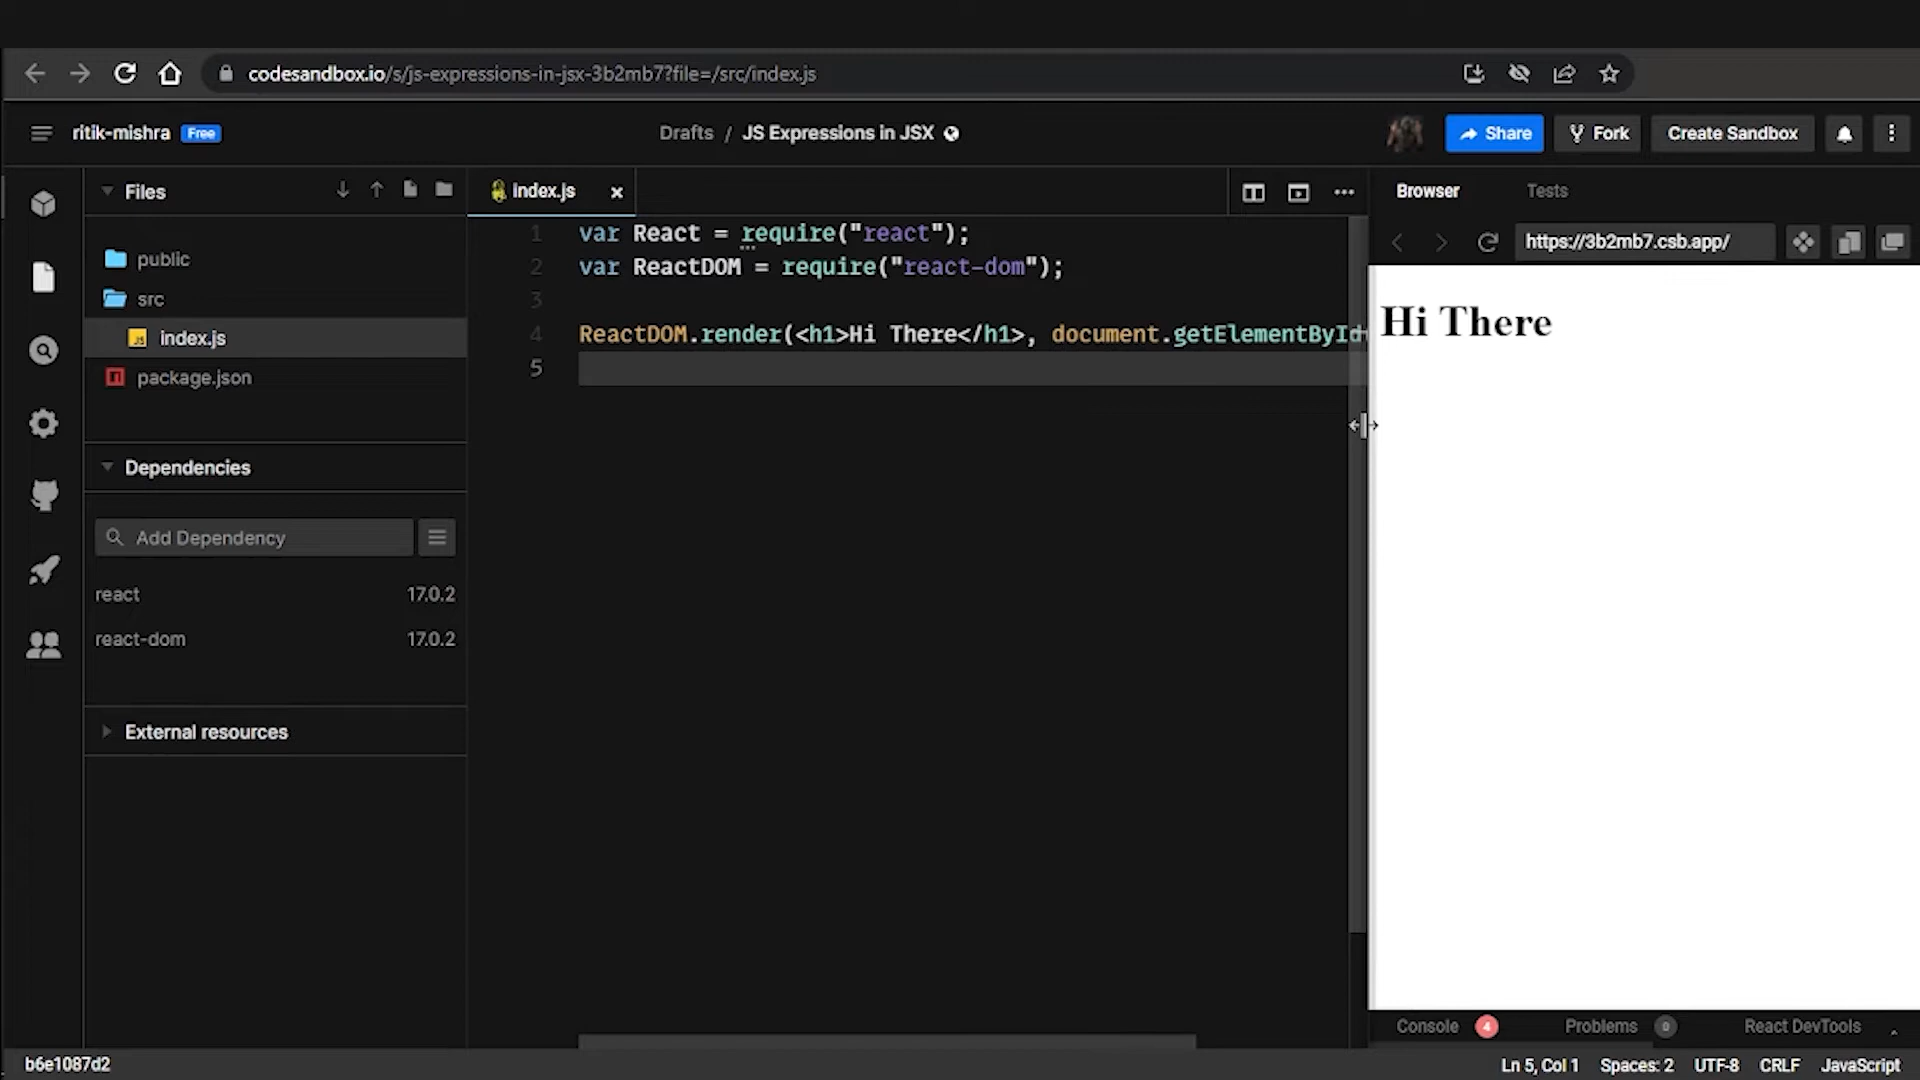 codesandbox.io/s/js-expressions-in-jsx-3b2mb7?file=/src/index.js
ritik-mishra Free
Drafts / JS Expressions in JSX
Share
Fork
Create Sandbox
Files
public
src
index.js
package.json
Dependencies
Add Dependency
react 17.0.2
react-dom 17.0.2
External resources
index.js
1 var React = require("react");
2 var ReactDOM = require("react-dom");
3
4 ReactDOM.render(<h1>Hi There</h1>, document.getElementById
5
Browser Tests
https://3b2mb7.csb.app/
Hi There
Console 4 Problems 0 React DevTools
b6e1087d2
Ln 5, Col 1 Spaces: 2 UTF-8 CRLF JavaScript